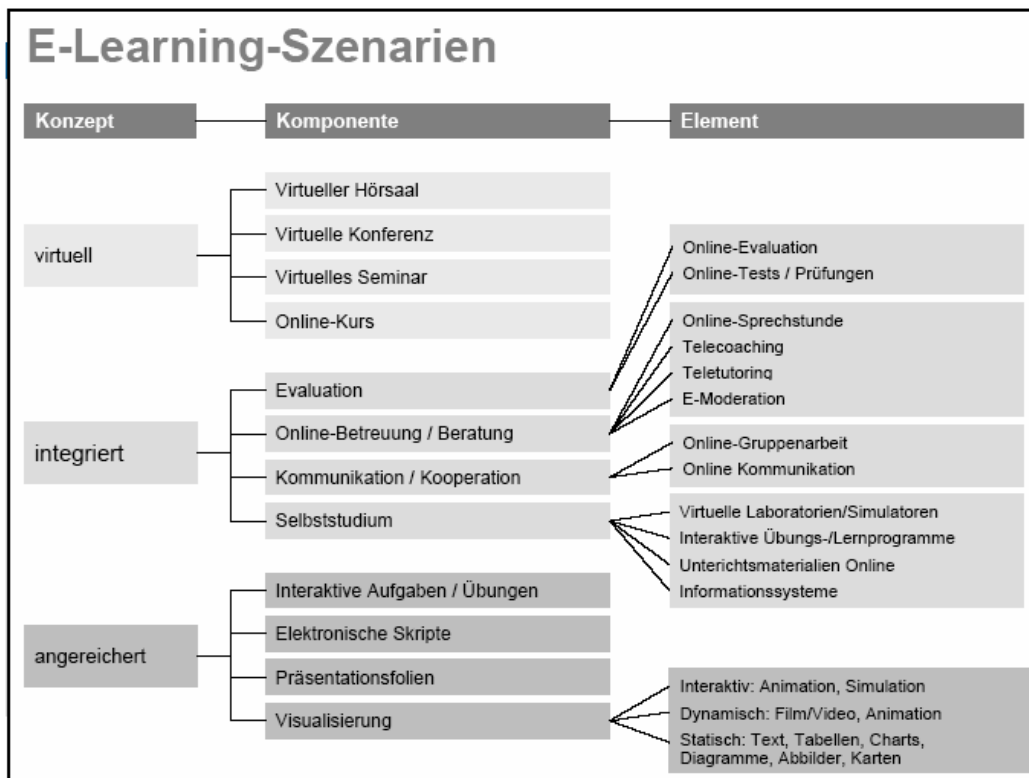 E-Learning-Szenarien
Konzept
Komponente
Element
virtuell
Virtueller Hörsaal
Virtuelle Konferenz
Virtuelles Seminar
Online-Kurs
integriert
Evaluation
Online-Betreuung / Beratung
Kommunikation / Kooperation
Selbststudium
angereichert
Interaktive Aufgaben / Übungen
Elektronische Skripte
Präsentationsfolien
Visualisierung
Online-Evaluation
Online-Tests / Prüfungen
Online-Sprechstunde
Telecoaching
Teletutoring
E-Moderation
Online-Gruppenarbeit
Online Kommunikation
Virtuelle Laboratorien/Simulatoren
Interaktive Übungs-/Lernprogramme
Unterichtsmaterialien Online
Informationssysteme
Interaktiv: Animation, Simulation
Dynamisch: Film/Video, Animation
Statisch: Text, Tabellen, Charts,
Diagramme, Abbilder, Karten